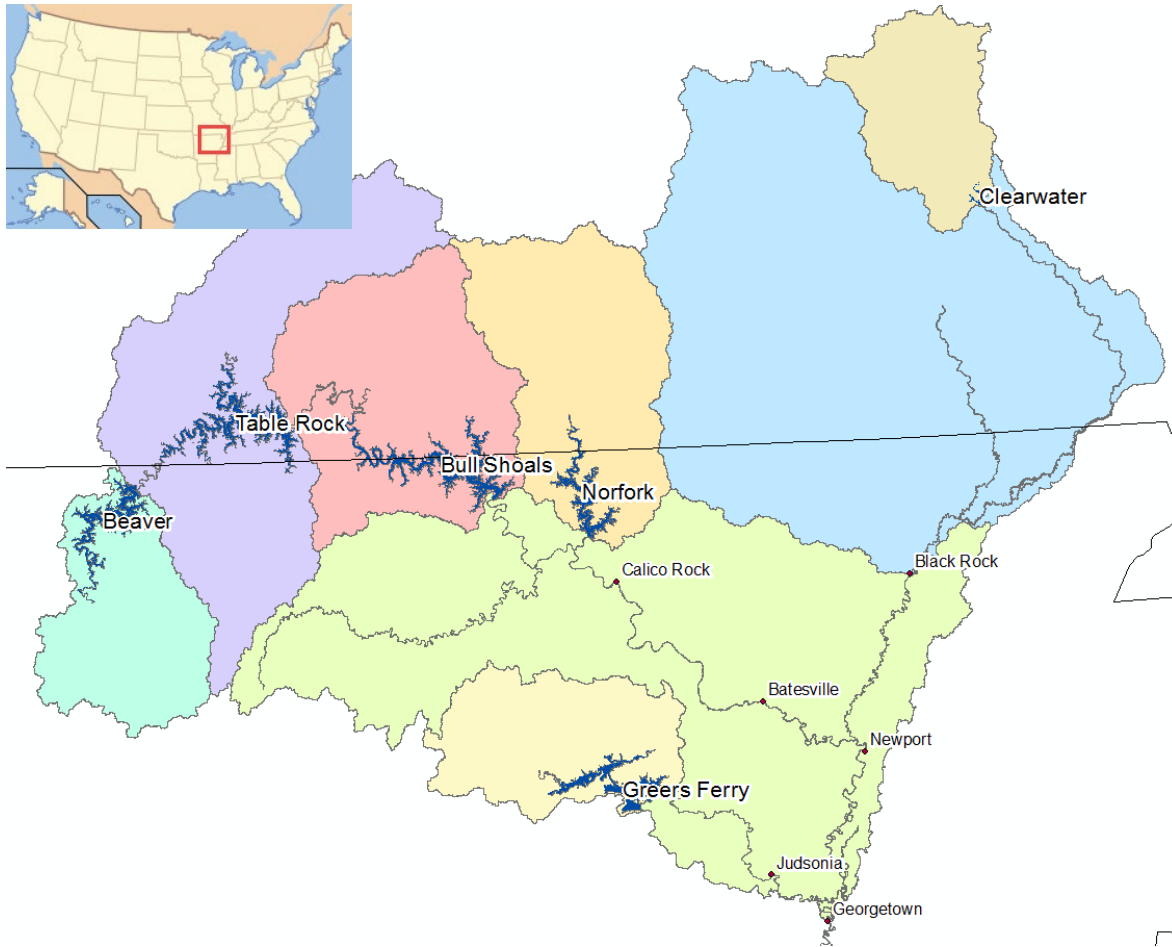 Clearwater
Table Rock
Bull Shoals
Norfork
Beaver
Black Rock
Calico Rock
Batesville
Newport
Greers Ferry
Judsonia
Georgetown